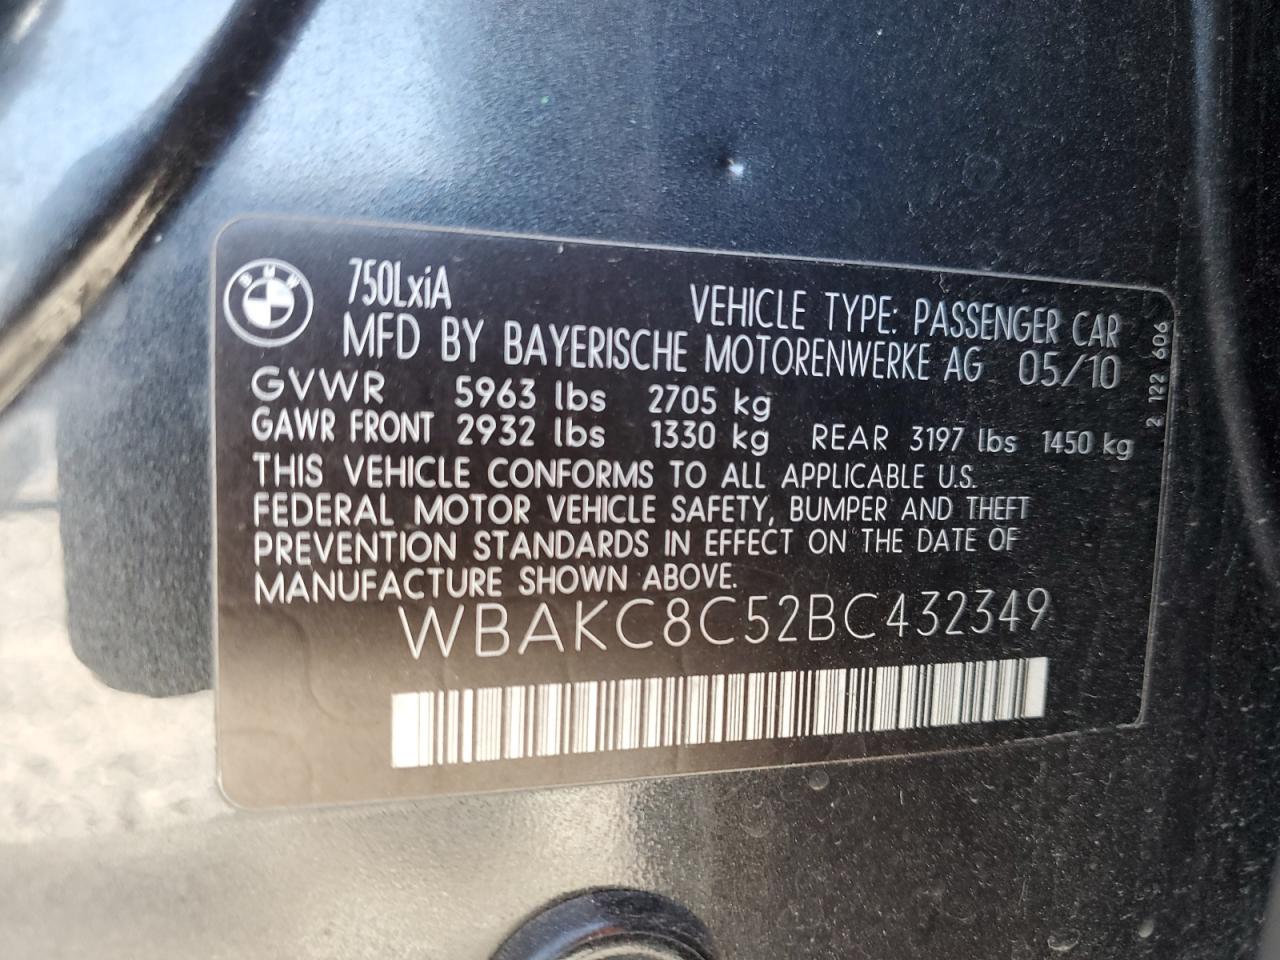 BMW
750LxiA
VEHICLE TYPE: PASSENGER CAR
MFD BY BAYERISCHE MOTORENWERKE AG 05/10
GVWR 5963 lbs 2705 kg
GAWR FRONT 2932 lbs 1330 kg REAR 3197 lbs 1450 kg
THIS VEHICLE CONFORMS TO ALL APPLICABLE U.S.
FEDERAL MOTOR VEHICLE SAFETY, BUMPER AND THEFT
PREVENTION STANDARDS IN EFFECT ON THE DATE OF
MANUFACTURE SHOWN ABOVE.
WBAKC8C52BC432349
2 122 606